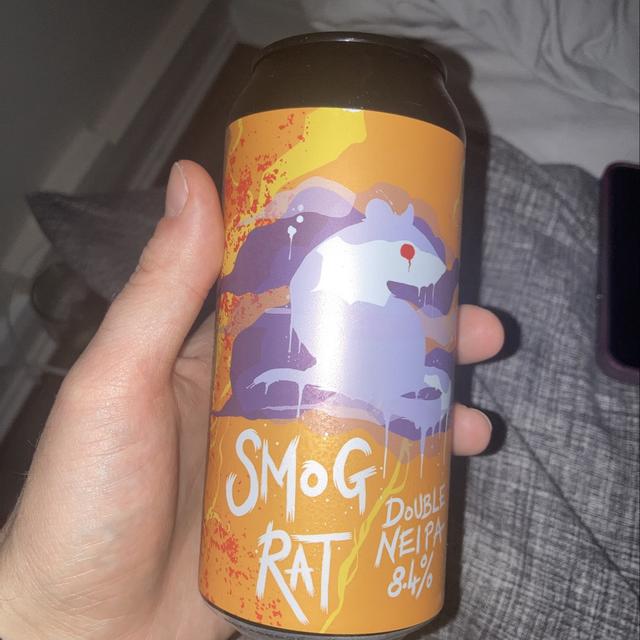 SMOG
RAT
DOUBLE
NEIPA
8.4%